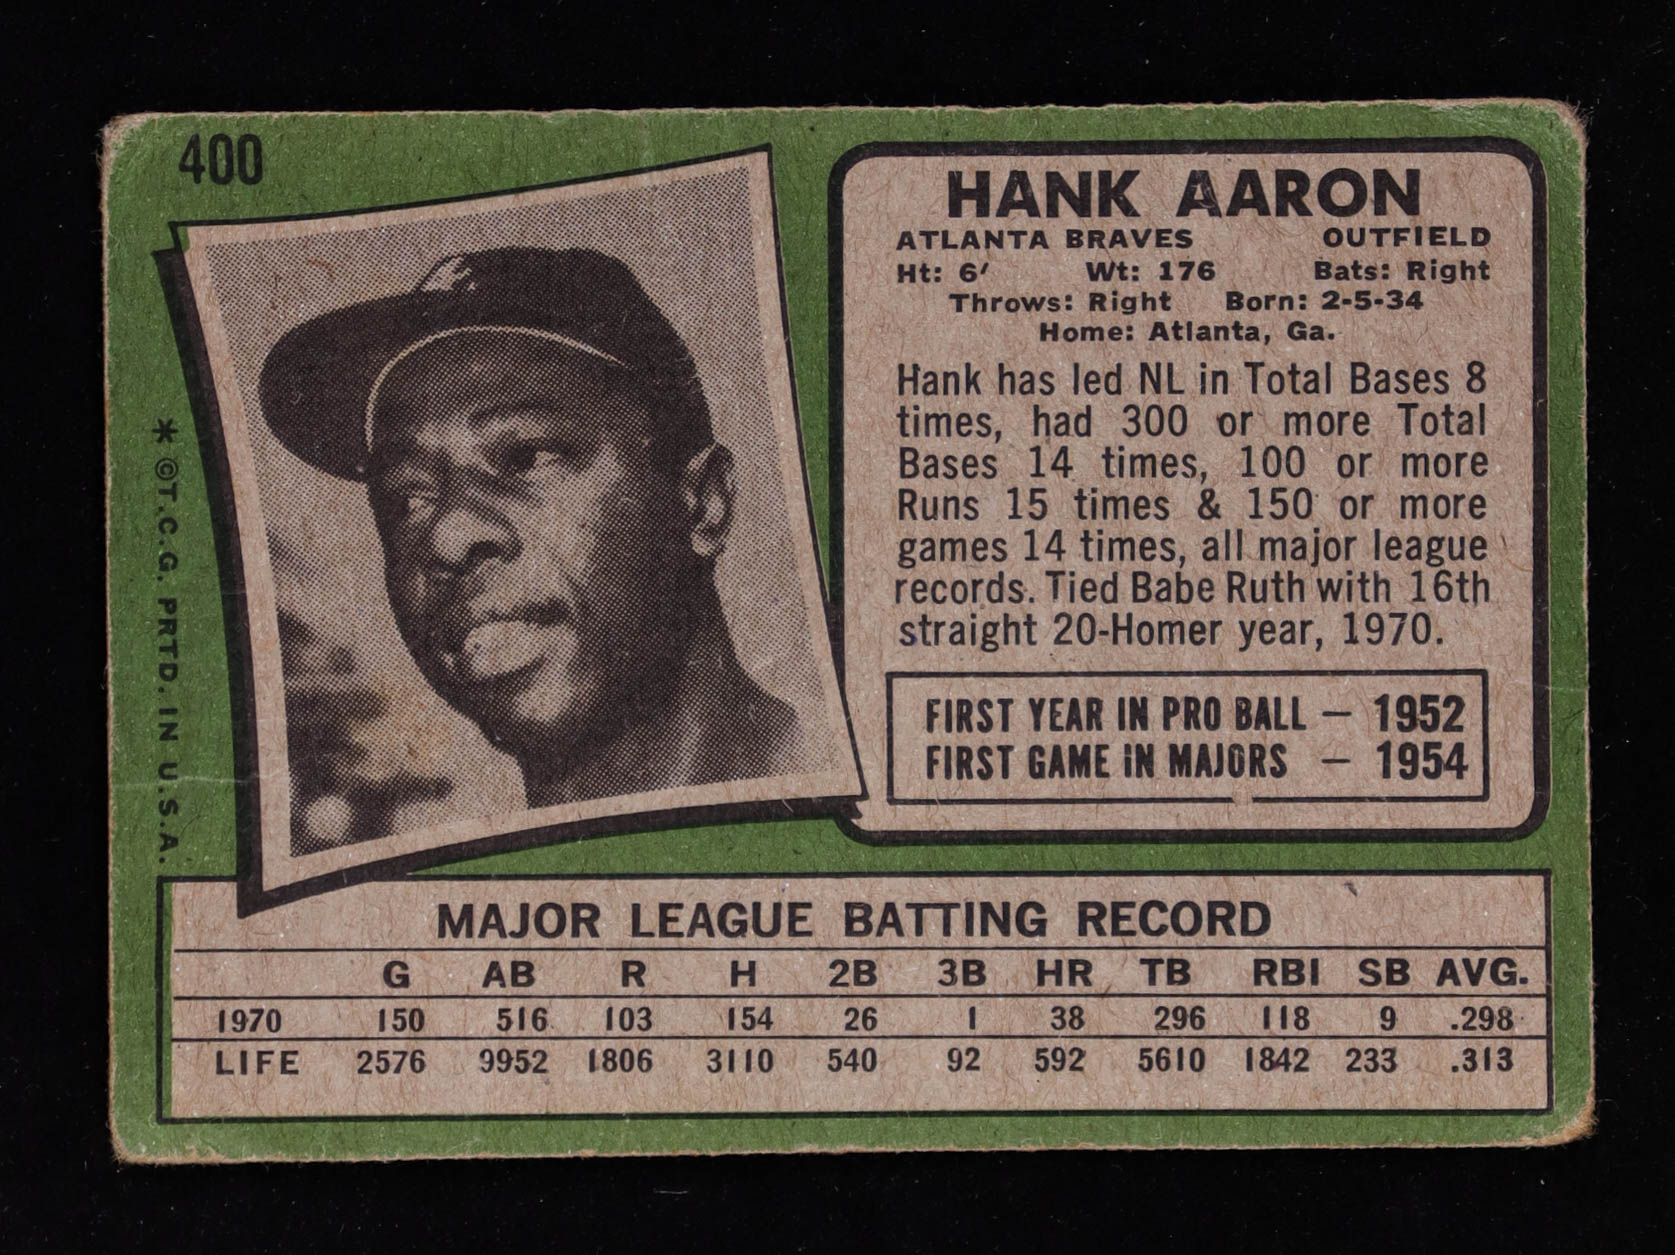 400
HANK AARON
ATLANTA BRAVES OUTFIELD
Ht: 6' Wt: 176 Bats: Right
Throws: Right Born: 2-5-34
Home: Atlanta, Ga.
Hank has led NL in Total Bases 8
times, had 300 or more Total
Bases 14 times, 100 or more
Runs 15 times & 150 or more
games 14 times, all major league
records. Tied Babe Ruth with 16th
straight 20-Homer year, 1970.
FIRST YEAR IN PRO BALL — 1952
FIRST GAME IN MAJORS — 1954
* ©T.C.G. PRTD. IN U.S.A.
MAJOR LEAGUE BATTING RECORD
G AB R H 2B 3B HR TB RBI SB AVG.
1970 150 516 103 154 26 1 38 296 118 9 .298
LIFE 2576 9952 1806 3110 540 92 592 5610 1842 233 .313